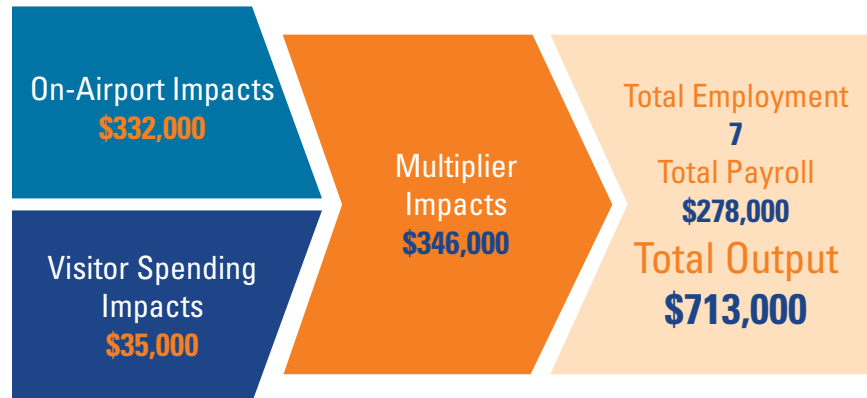 On-Airport Impacts
$332,000
Visitor Spending
Impacts
$35,000
Multiplier
Impacts
$346,000
Total Employment
7
Total Payroll
$278,000
Total Output
$713,000